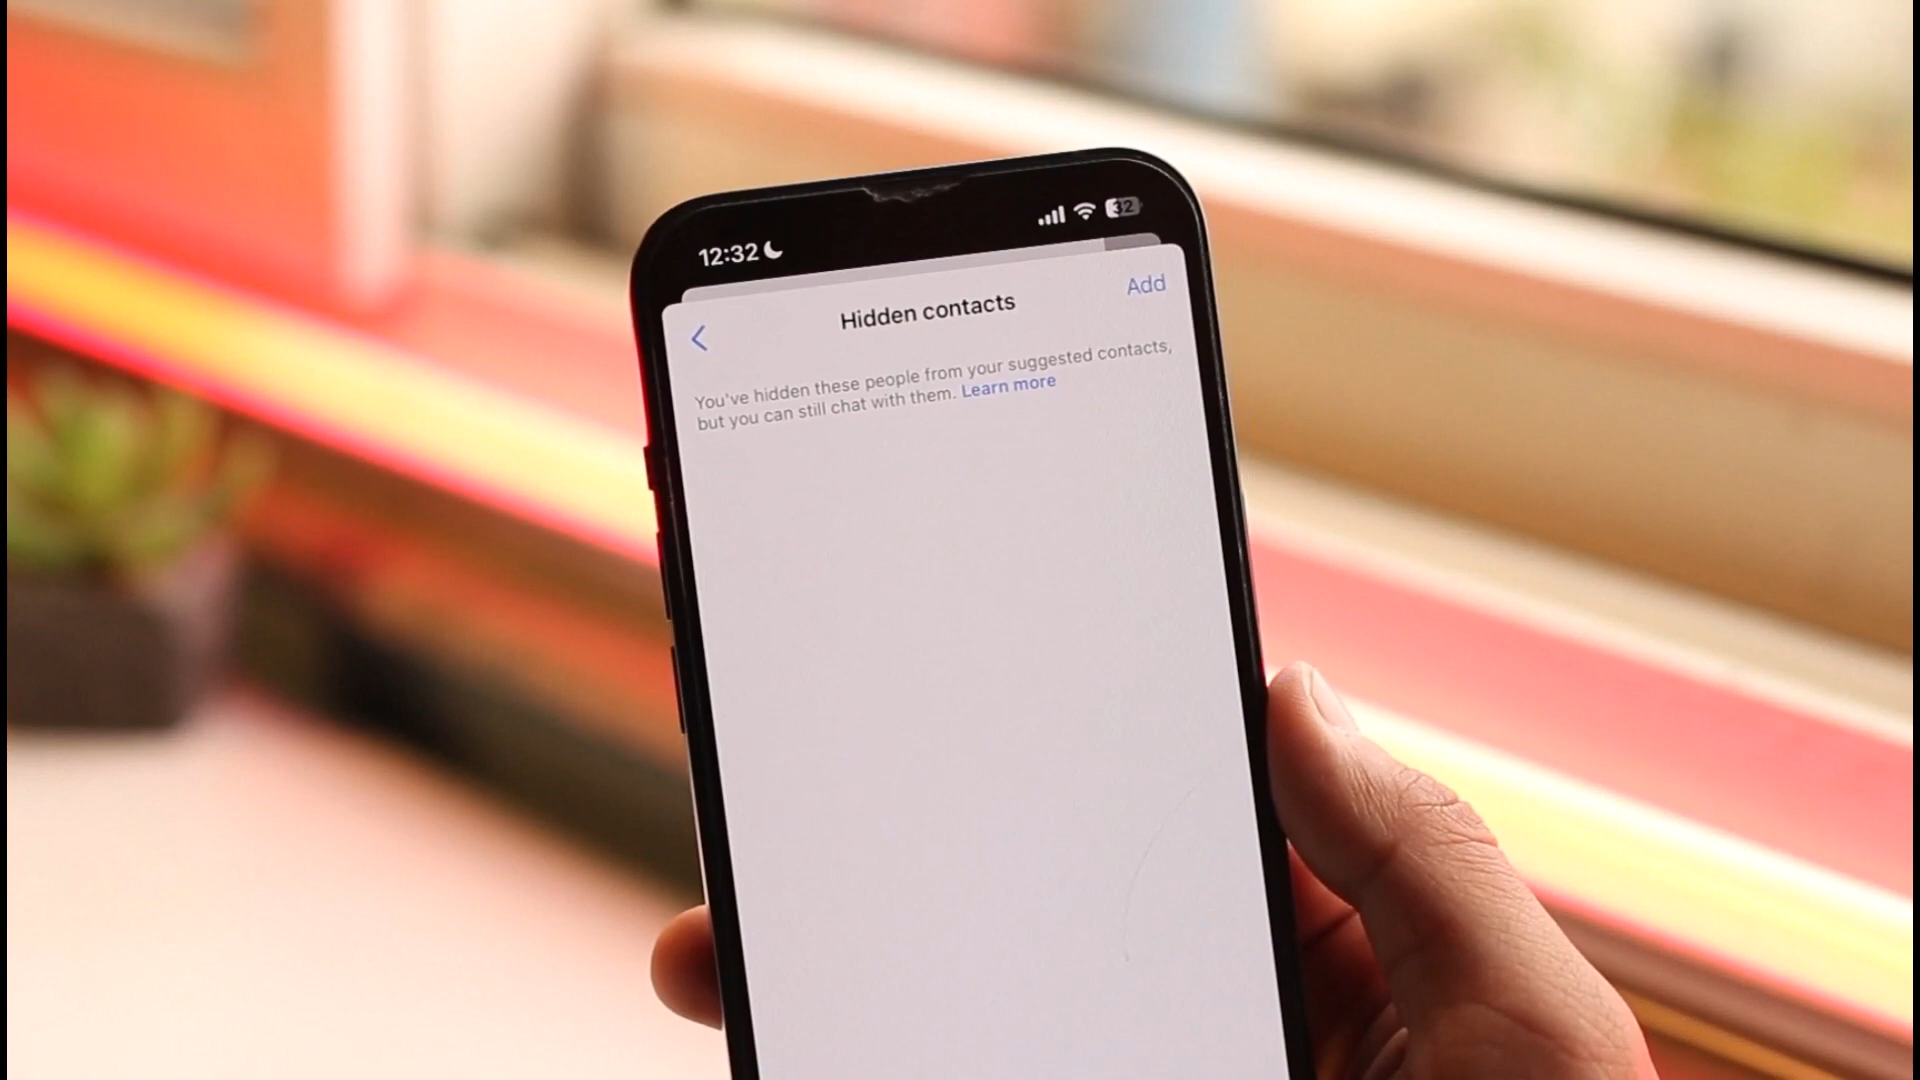 12:32
32
Hidden contacts
Add
You've hidden these people from your suggested contacts,
but you can still chat with them. Learn more